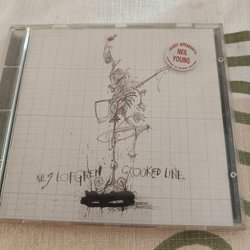 GUEST APPEARANCE
NEIL
YOUNG
NILS LOFGREN CROOKED LINE